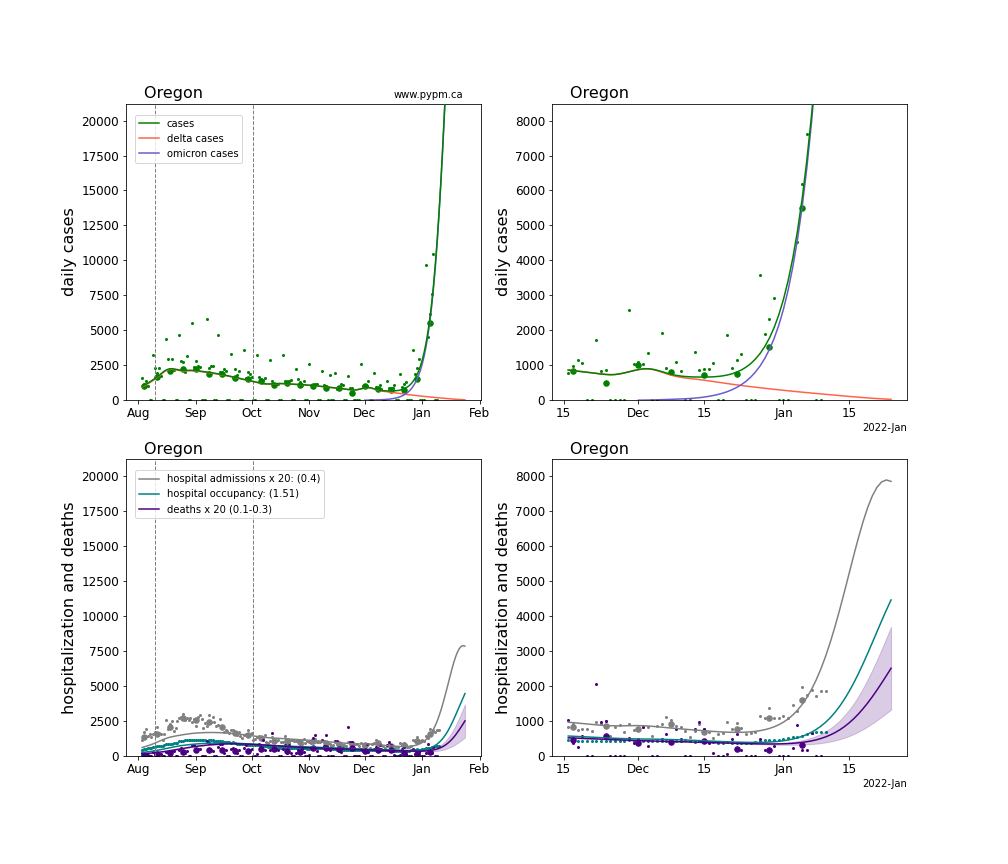 Oregon
www.pypm.ca
20000
17500
15000
12500
10000
7500
5000
2500
0
daily cases
cases
delta cases
omicron cases
Aug
Sep
Oct
Nov
Dec
Jan
Feb
Oregon
8000
7000
6000
5000
4000
3000
2000
1000
0
daily cases
15
Dec
15
Jan
15
2022-Jan
Oregon
20000
17500
15000
12500
10000
7500
5000
2500
0
hospitalization and deaths
hospital admissions x 20: (0.4)
hospital occupancy: (1.51)
deaths x 20 (0.1-0.3)
Aug
Sep
Oct
Nov
Dec
Jan
Feb
Oregon
8000
7000
6000
5000
4000
3000
2000
1000
0
hospitalization and deaths
15
Dec
15
Jan
15
2022-Jan